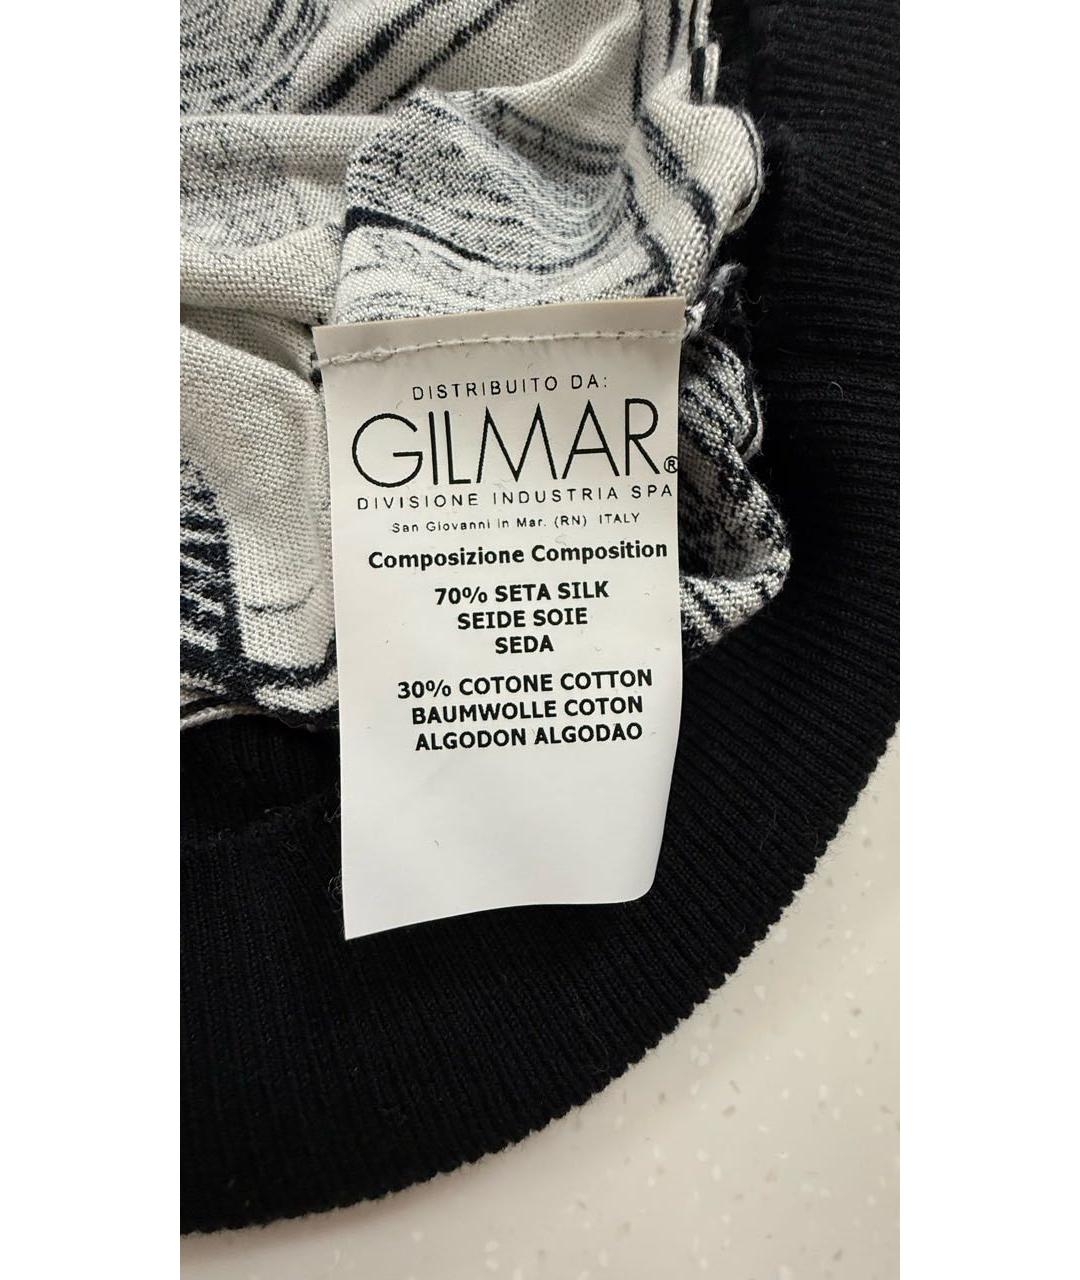 DISTRIBUITO DA:
GILMAR®
DIVISIONE INDUSTRIA SPA
San Giovanni in Mar. (RN) ITALY
Composizione Composition
70% SETA SILK
SEIDE SOIE
SEDA
30% COTONE COTTON
BAUMWOLLE COTON
ALGODON ALGODAO